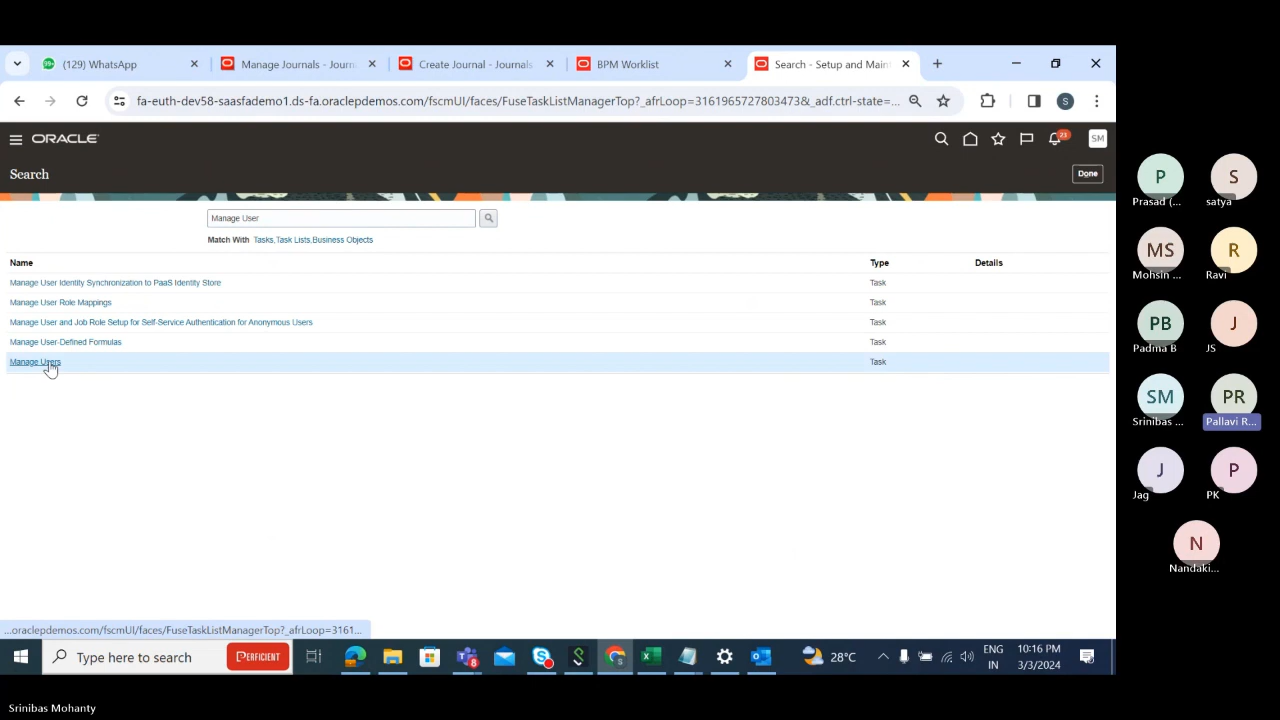 99+ (129) WhatsApp
Manage Journals - Journ
Create Journal - Journals
BPM Worklist
Search - Setup and Maint
fa-euth-dev58-saasfademo1.ds-fa.oraclepdemos.com/fscmUI/faces/FuseTaskListManagerTop?_afrLoop=3161965727803473&_adf.ctrl-state=...
S
ORACLE
23
SM
Search
Done
Manage User
Match With Tasks,Task Lists,Business Objects
Name Type Details
Manage User Identity Synchronization to PaaS Identity Store Task
Manage User Role Mappings Task
Manage User and Job Role Setup for Self-Service Authentication for Anonymous Users Task
Manage User-Defined Formulas Task
Manage Users Task
...oraclepdemos.com/fscmUI/faces/FuseTaskListManagerTop?_afrLoop=3161...
Type here to search
PERFICIENT
8
28°C
ENG
IN
10:16 PM
3/3/2024
P
Prasad (...
S
satya
MS
Mohsin ...
R
Ravi
PB
Padma B
J
JS
SM
Srinibas ...
PR
Pallavi R...
J
Jag
P
PK
N
Nandaki...
Srinibas Mohanty